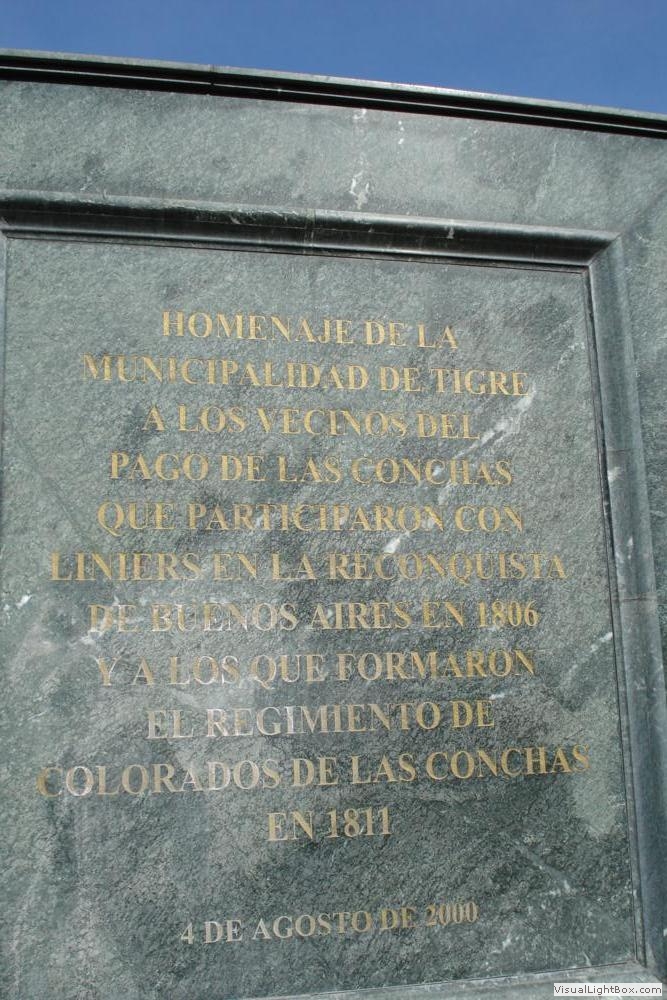 HOMENAJE DE LA
MUNICIPALIDAD DE TIGRE
A LOS VECINOS DEL
PAGO DE LAS CONCHAS
QUE PARTICIPARON CON
LINIERS EN LA RECONQUISTA
DE BUENOS AIRES EN 1806
Y A LOS QUE FORMARON
EL REGIMIENTO DE
COLORADOS DE LAS CONCHAS
EN 1811
4 DE AGOSTO DE 2000
VisualLightBox.com